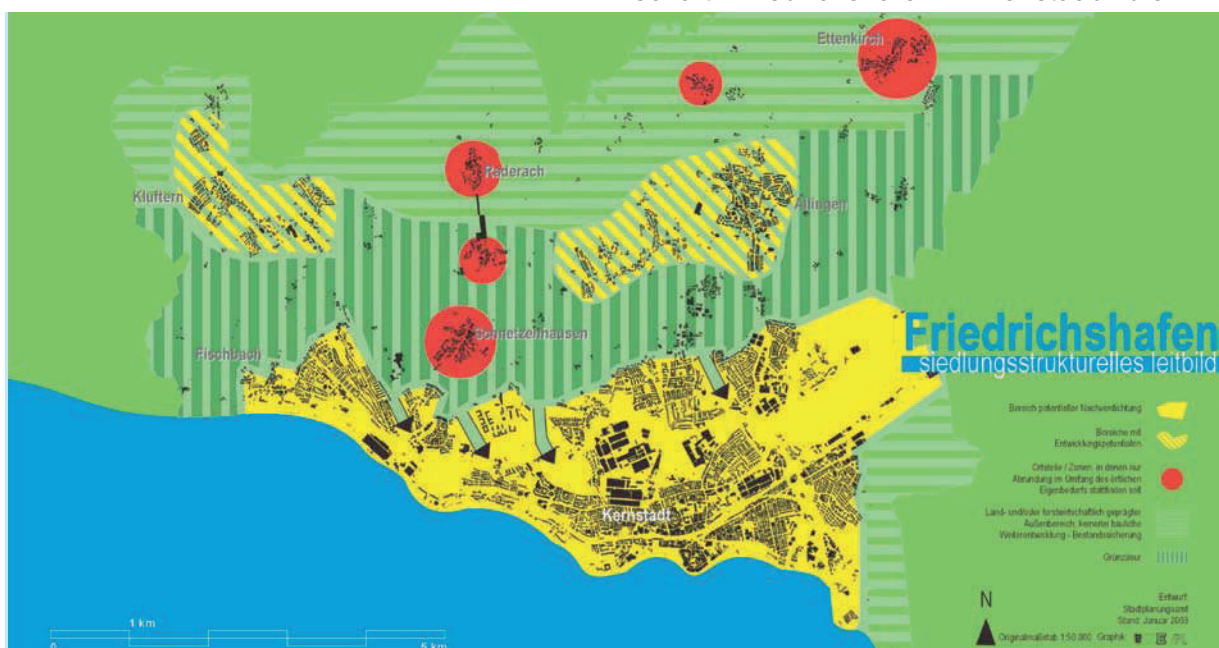 Ettenkirch
Raderach
Kluftern
Ailingen
Schnetzenhausen
Fischbach
Kernstadt
Friedrichshafen
siedlungsstrukturelles leitbild
Bereich potentieller Nachverdichtung
Bereiche mit
Entwicklungspotentialen
Ortsteile / Zonen, in denen nur
Abrundung im Umfang des örtlichen
Eigenbedarfs stattfinden soll
Land- und/oder forstwirtschaftlich geprägter
Außenbereich, keinerlei bauliche
Weiterentwicklung - Bestandssicherung
Grünzäsur
N
Entwurf:
Stadtplanungsamt
Stand: Januar 2003
Originalmaßstab 1:50.000 Graphik:
1 km
0
5 km